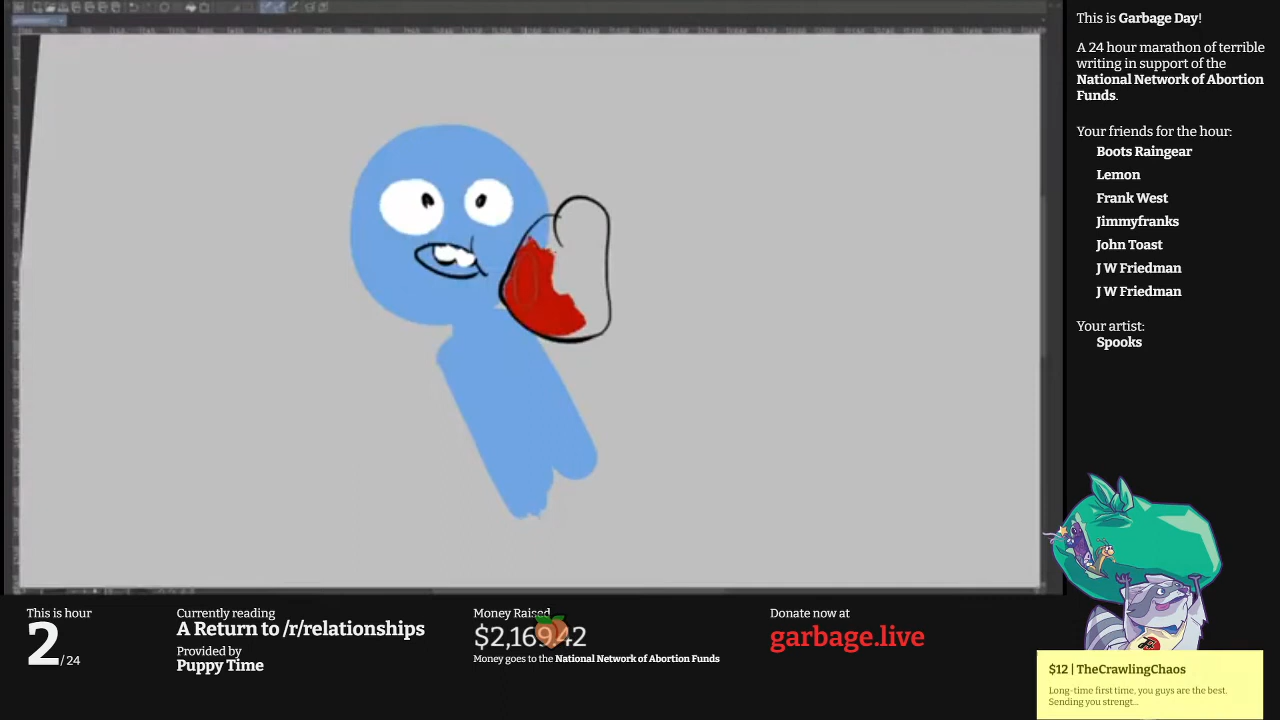 This is Garbage Day!
A 24 hour marathon of terrible
writing in support of the
National Network of Abortion
Funds.
Your friends for the hour:
Boots Raingear
Lemon
Frank West
Jimmyfranks
John Toast
J W Friedman
J W Friedman
Your artist:
Spooks
This is hour
2/24
Currently reading
A Return to /r/relationships
Provided by
Puppy Time
Money Raised
Money goes to the National Network of Abortion Funds
Donate now at
garbage.live
$12 | TheCrawlingChaos
Long-time first time, you guys are the best.
Sending you strengt...